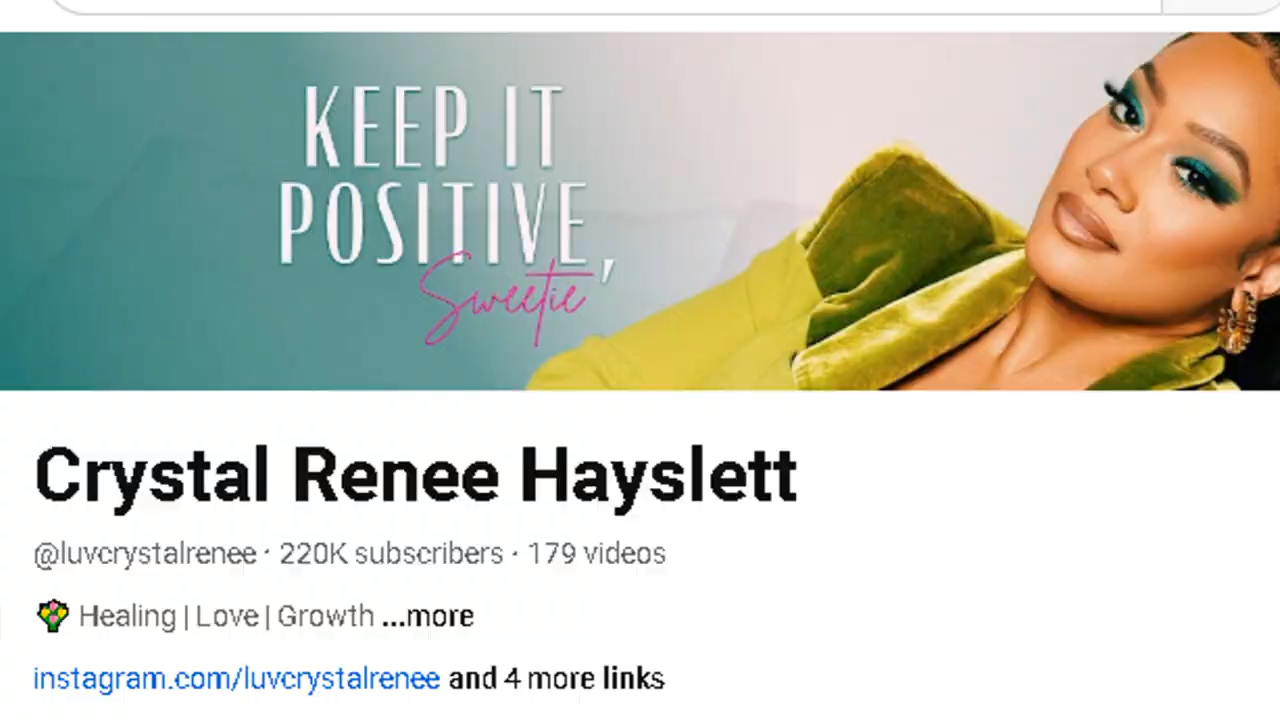 KEEP IT
POSITIVE,
Sweetie
Crystal Renee Hayslett
@luvcrystalrenee · 220K subscribers · 179 videos
💐 Healing | Love | Growth ...more
instagram.com/luvcrystalrenee and 4 more links